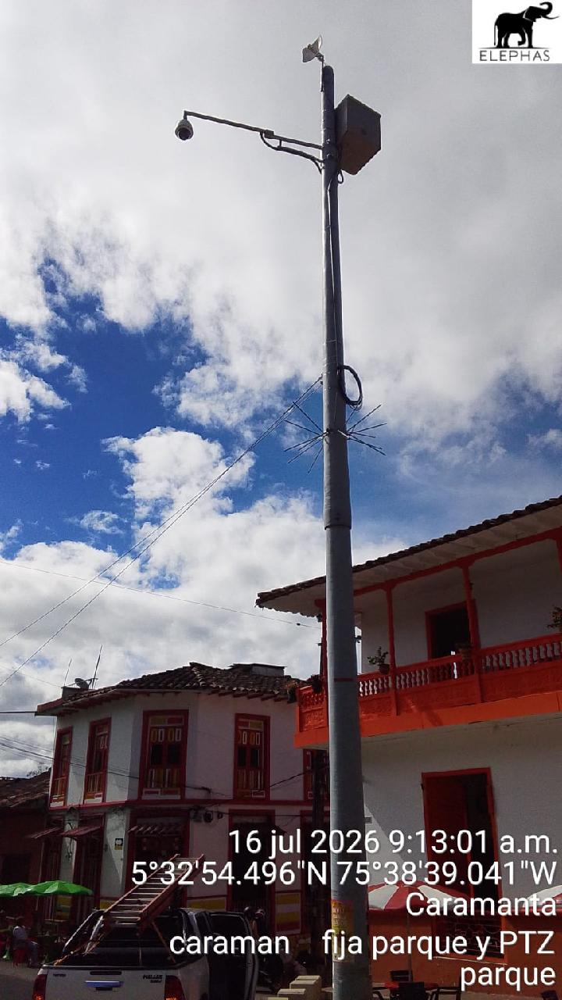 ELEPHAS
16 jul 2026 9:13:01 a.m.
5°32'54.496"N 75°38'39.041"W
Caramanta
caraman fija parque y PTZ
parque